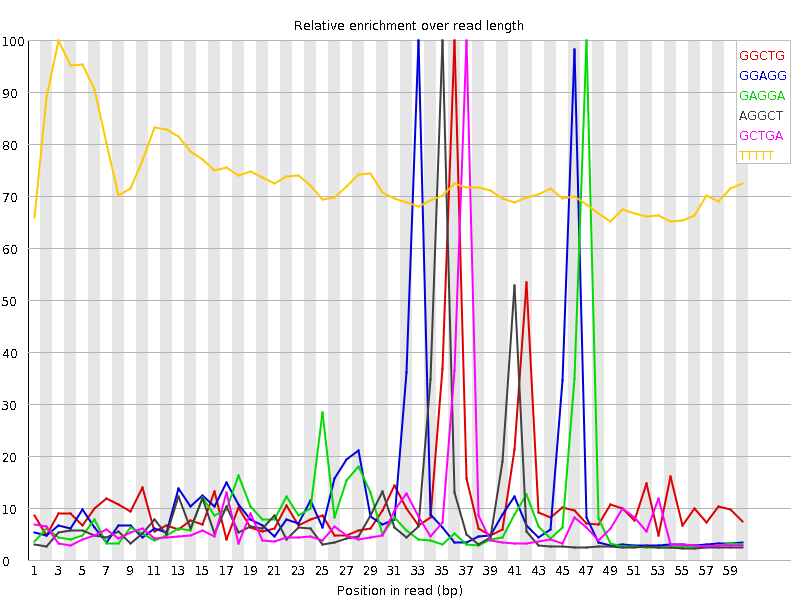 Relative enrichment over read length
100
90
80
70
60
50
40
30
20
10
0
GGCTG
GGAGG
GAGGA
AGGCT
GCTGA
TTTTT
1 3 5 7 9 11 13 15 17 19 21 23 25 27 29 31 33 35 37 39 41 43 45 47 49 51 53 55 57 59
Position in read (bp)